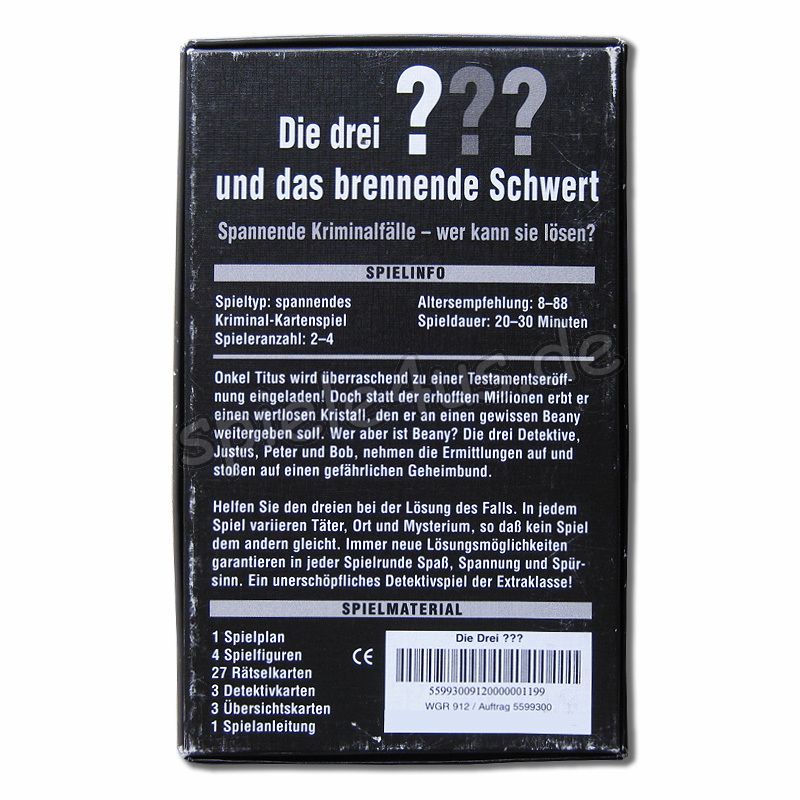 Die drei ???
und das brennende Schwert
Spannende Kriminalfälle – wer kann sie lösen?
SPIELINFO
Spieltyp: spannendes
Kriminal-Kartenspiel
Spieleranzahl: 2–4
Altersempfehlung: 8–88
Spieldauer: 20–30 Minuten
Onkel Titus wird überraschend zu einer Testamentseröff-
nung eingeladen! Doch statt der erhofften Millionen erbt er
einen wertlosen Kristall, den er an einen gewissen Beany
weitergeben soll. Wer aber ist Beany? Die drei Detektive,
Justus, Peter und Bob, nehmen die Ermittlungen auf und
stoßen auf einen gefährlichen Geheimbund.
Helfen Sie den dreien bei der Lösung des Falls. In jedem
Spiel variieren Täter, Ort und Mysterium, so daß kein Spiel
dem andern gleicht. Immer neue Lösungsmöglichkeiten
garantieren in jeder Spielrunde Spaß, Spannung und Spür-
sinn. Ein unerschöpfliches Detektivspiel der Extraklasse!
SPIELMATERIAL
1 Spielplan
4 Spielfiguren
27 Rätselkarten
3 Detektivkarten
3 Übersichtskarten
1 Spielanleitung
CE
Die Drei ???
55993009120000001199
WGR 912 / Auftrag 5599300
spiele4us.de